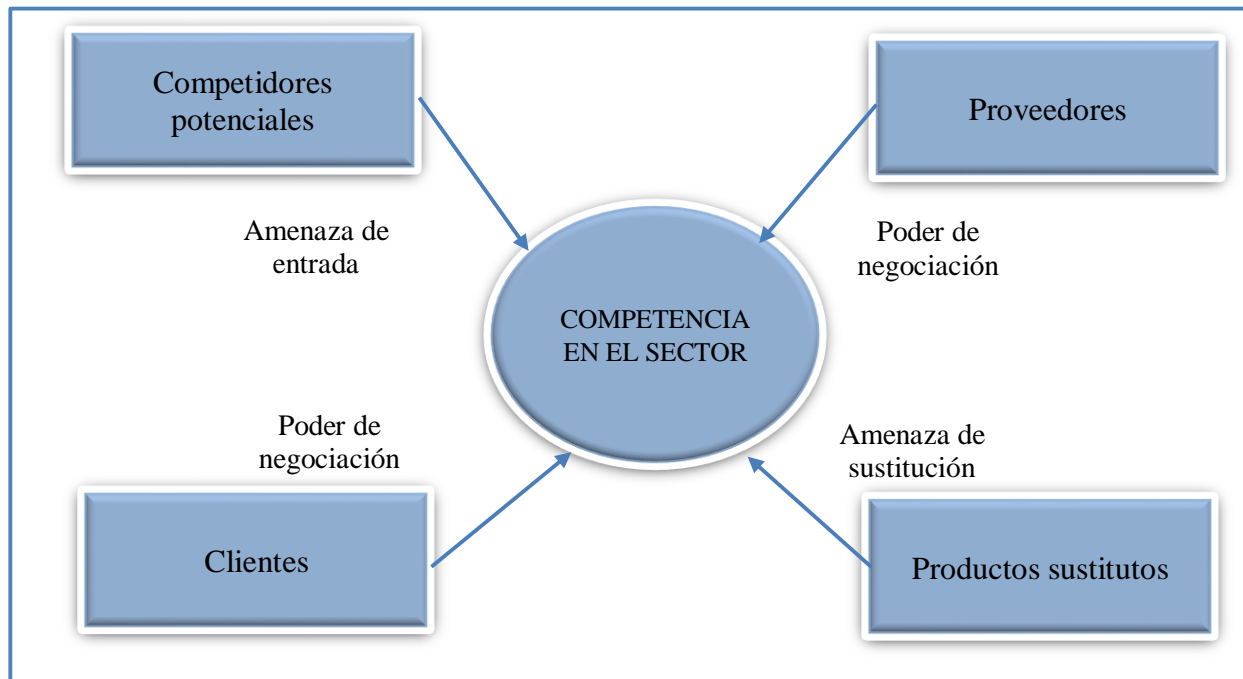 Competidores
potenciales
Proveedores
Amenaza de
entrada
Poder de
negociación
COMPETENCIA
EN EL SECTOR
Poder de
negociación
Amenaza de
sustitución
Clientes
Productos sustitutos